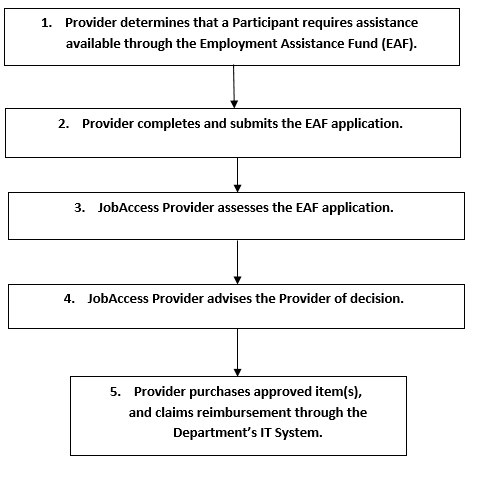 1. Provider determines that a Participant requires assistance
available through the Employment Assistance Fund (EAF).
2. Provider completes and submits the EAF application.
3. JobAccess Provider assesses the EAF application.
4. JobAccess Provider advises the Provider of decision.
5. Provider purchases approved item(s),
and claims reimbursement through the
Department’s IT System.